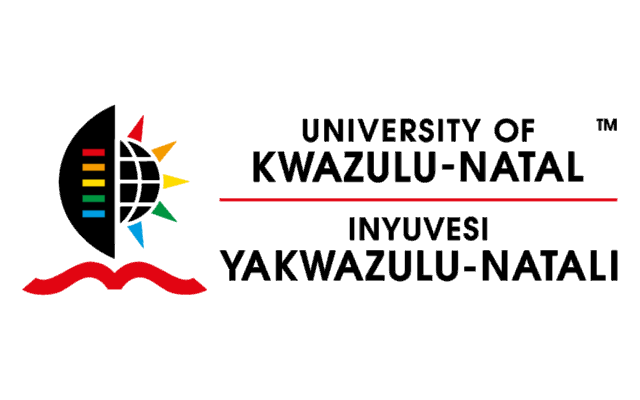 UNIVERSITY OF ™
KWAZULU-NATAL
INYUVESI
YAKWAZULU-NATALI